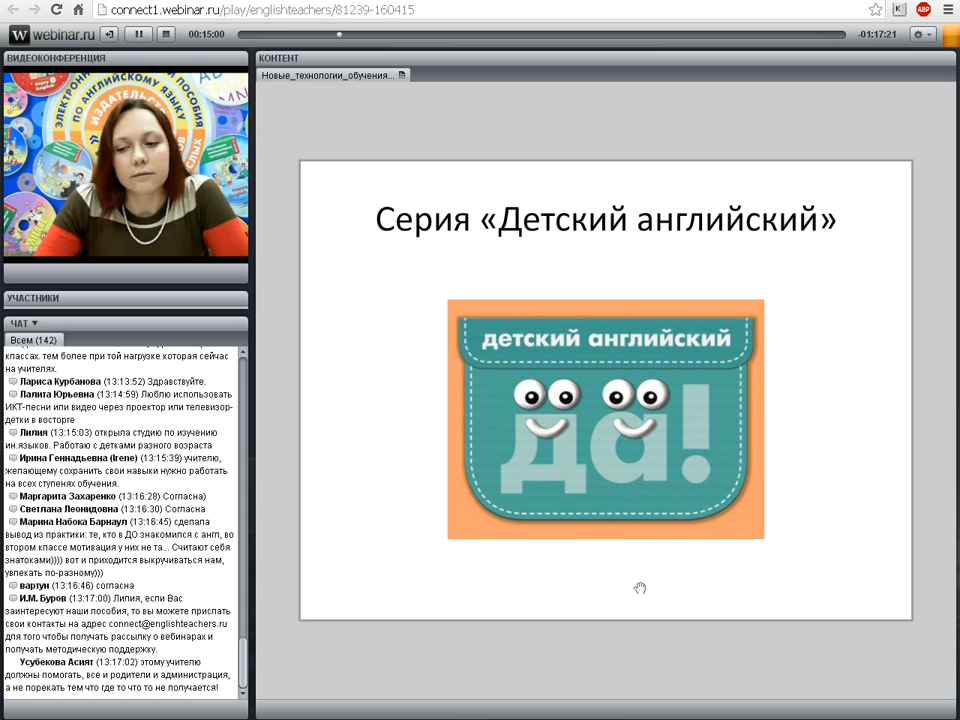 connect1.webinar.ru/play/englishteachers/81239-160415
K
ABP
W webinar.ru
00:15:00
-01:17:21
ВИДЕОКОНФЕРЕНЦИЯ
КОНТЕНТ
Новые_технологии_обучения...
ЭЛЕКТРОННЫЕ
ПОСОБИЯ
ПО АНГЛИЙСКОМУ ЯЗЫКУ
Серия «Детский английский»
детский английский
да!
УЧАСТНИКИ
ЧАТ ▼
Всем (142)
классах. тем более при той нагрузке которая сейчас
на учителях.
Лариса Курбанова (13:13:52) Здравствуйте.
Лалита Юрьевна (13:14:59) Люблю использовать
ИКТ-песни или видео через проектор или телевизор-
детки в восторге
Лилия (13:15:03) открыла студию по изучению
ин.языков. Работаю с детками разного возраста
Ирина Геннадьевна (Irene) (13:15:39) учителю,
желающему сохранить свои навыки нужно работать
на всех ступенях обучения.
Маргарита Захаренко (13:16:28) Согласна)
Светлана Леонидовна (13:16:30) Согласна
Марина Набока Барнаул (13:16:45) сделала
вывод из практики: те, кто в ДО знакомился с англ, во
втором классе мотивация у них не та... Считают себя
знатоками)))) вот и приходится выкручиваться нам,
увлекать по-разному)))
вартун (13:16:46) согласна
И.М. Буров (13:17:00) Лилия, если Вас
заинтересуют наши пособия, то вы можете прислать
свои контакты на адрес connect@englishteachers.ru
для того чтобы получать рассылку о вебинарах и
получать методическую поддержку.
Усубекова Асият (13:17:02) этому учителю
должны помогать, все и родители и администрация,
а не порекать тем что где то что то не получается!